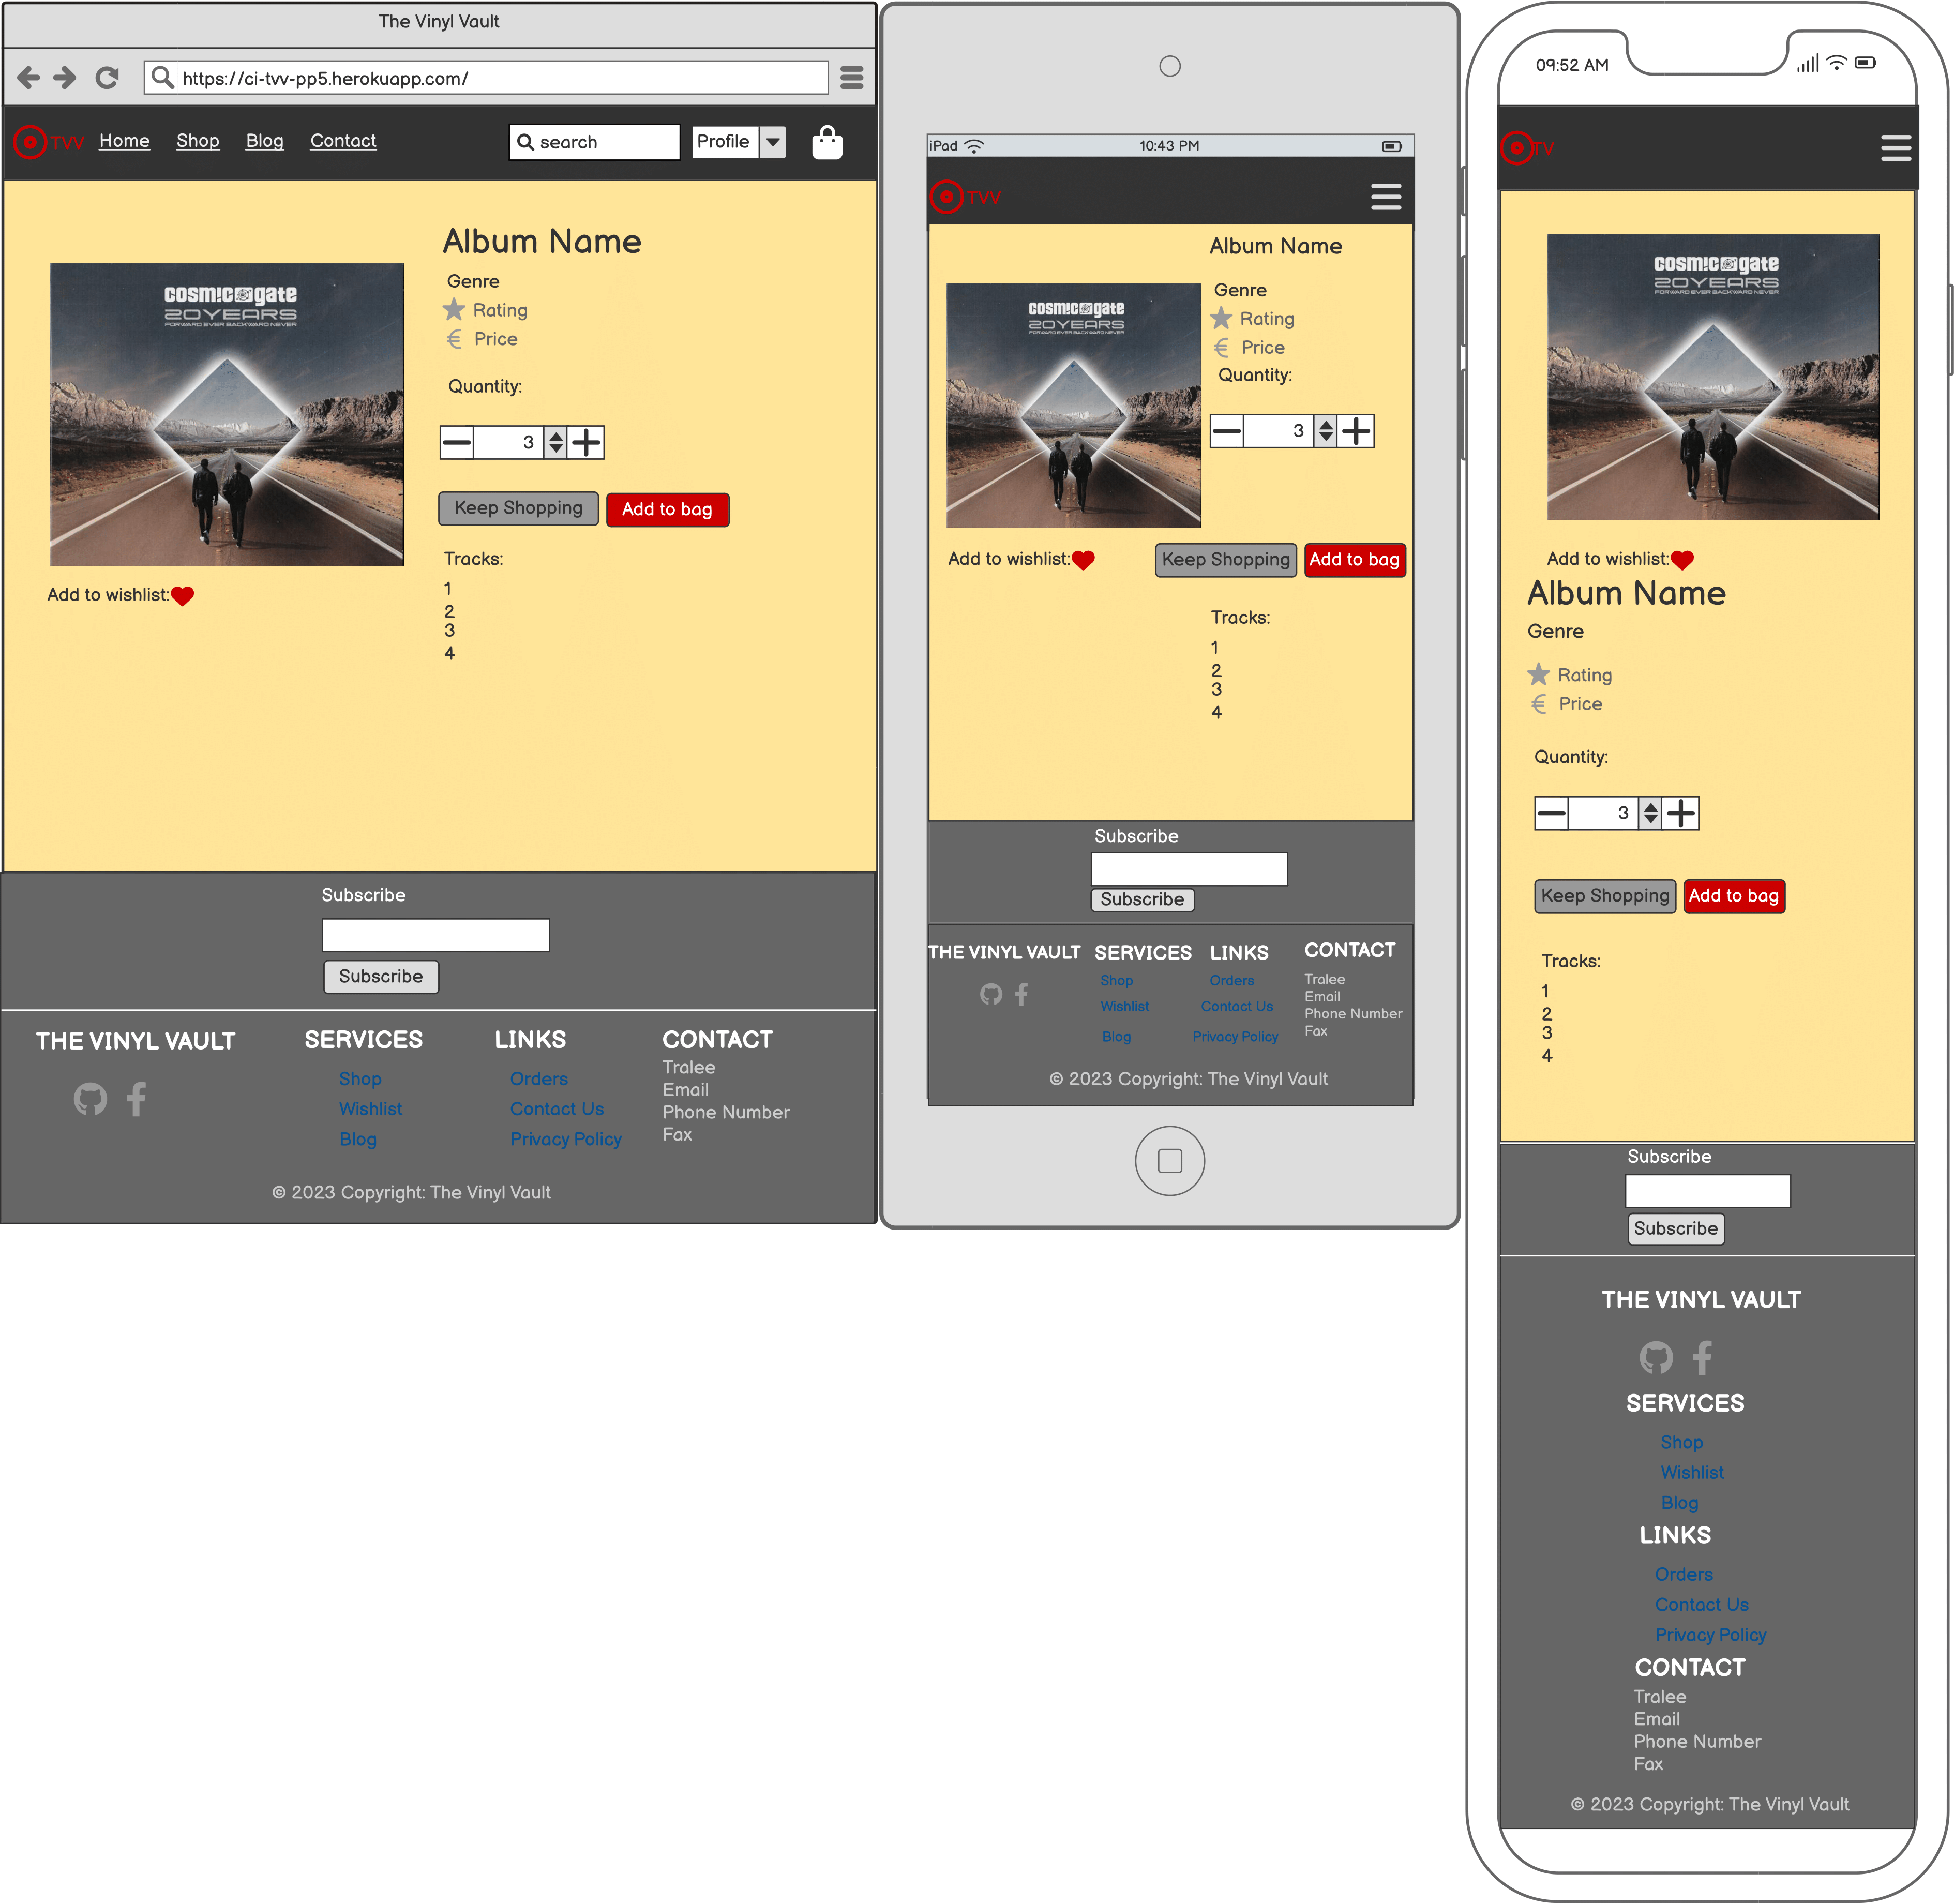 The Vinyl Vault
https://ci-tvv-pp5.herokuapp.com/
TVV Home Shop Blog Contact search Profile
Album Name
Genre
Rating
Price
Quantity:
3
Keep Shopping Add to bag
COSMIC GATE
20YEARS
FORWARD EVER BACKWARD NEVER
Add to wishlist:
Tracks:
1
2
3
4
Subscribe
Subscribe
THE VINYL VAULT
SERVICES
Shop
Wishlist
Blog
LINKS
Orders
Contact Us
Privacy Policy
CONTACT
Tralee
Email
Phone Number
Fax
© 2023 Copyright: The Vinyl Vault
iPad 10:43 PM
TVV
COSMIC GATE
20YEARS
FORWARD EVER BACKWARD NEVER
Album Name
Genre
Rating
Price
Quantity:
3
Add to wishlist:
Keep Shopping Add to bag
Tracks:
1
2
3
4
Subscribe
Subscribe
THE VINYL VAULT
SERVICES
Shop
Wishlist
Blog
LINKS
Orders
Contact Us
Privacy Policy
CONTACT
Tralee
Email
Phone Number
Fax
© 2023 Copyright: The Vinyl Vault
09:52 AM
TV
COSMIC GATE
20YEARS
FORWARD EVER BACKWARD NEVER
Add to wishlist:
Album Name
Genre
Rating
Price
Quantity:
3
Keep Shopping Add to bag
Tracks:
1
2
3
4
Subscribe
Subscribe
THE VINYL VAULT
SERVICES
Shop
Wishlist
Blog
LINKS
Orders
Contact Us
Privacy Policy
CONTACT
Tralee
Email
Phone Number
Fax
© 2023 Copyright: The Vinyl Vault